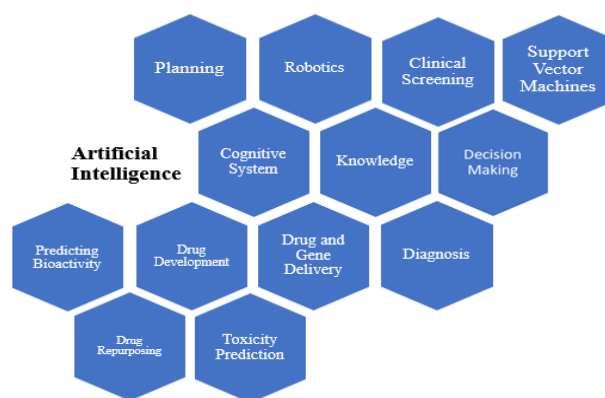 Planning
Robotics
Clinical
Screening
Support
Vector
Machines
Artificial
Intelligence
Cognitive
System
Knowledge
Decision
Making
Predicting
Bioactivity
Drug
Development
Drug and
Gene
Delivery
Diagnosis
Drug
Repurposing
Toxicity
Prediction